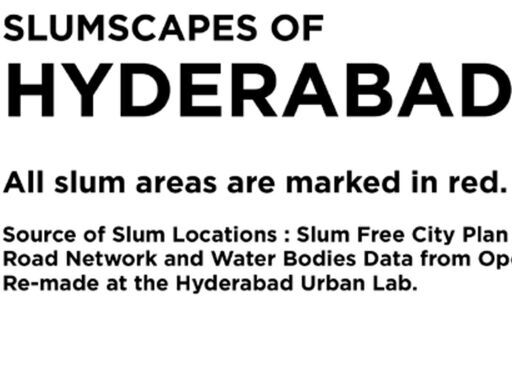 SLUMSCAPES OF
HYDERABAD
All slum areas are marked in red.
Source of Slum Locations : Slum Free City Plan
Road Network and Water Bodies Data from
Re-made at the Hyderabad Urban Lab.